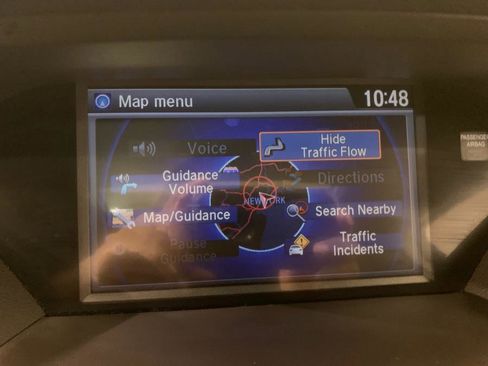 Map menu
10:48
Voice
Hide
Traffic Flow
PASSENGER
AIRBAG
Guidance
Volume
Directions
NEW YORK
Map/Guidance
Search Nearby
Pause
Guidance
Traffic
Incidents